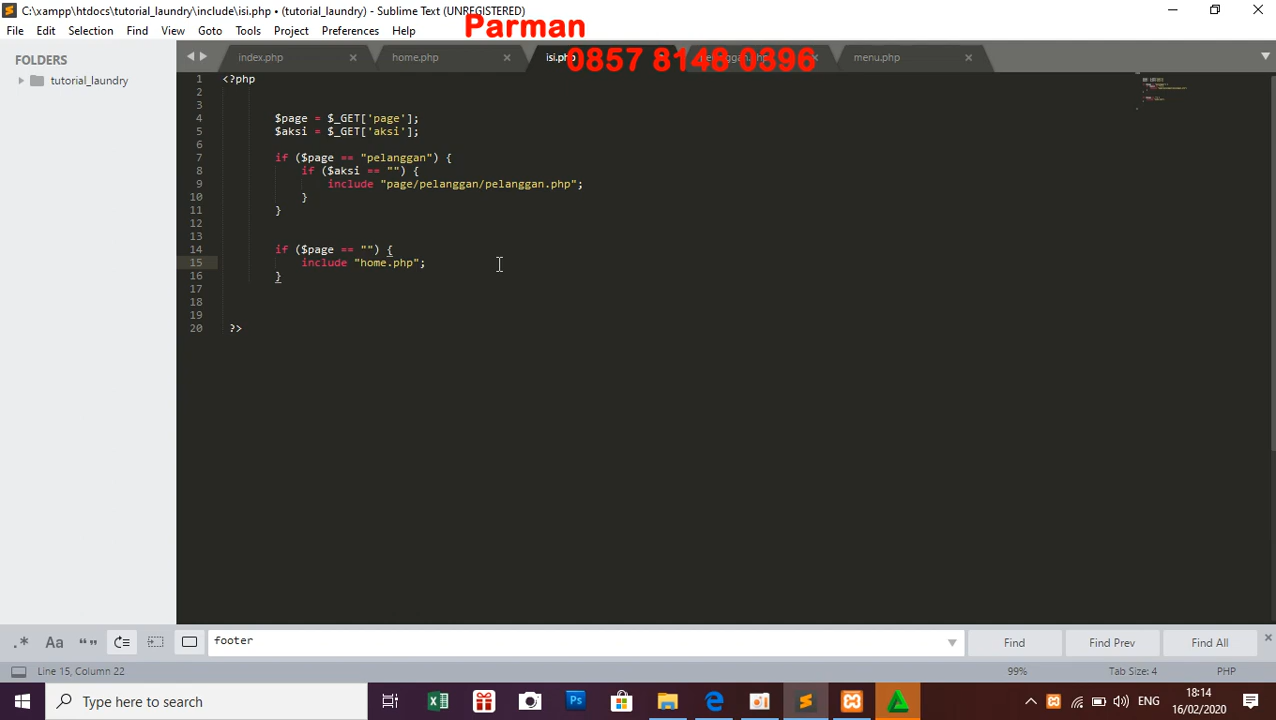 C:\xampp\htdocs\tutorial_laundry\include\isi.php • (tutorial_laundry) - Sublime Text (UNREGISTERED)
Parman
0857 8148 0396
File Edit Selection Find View Goto Tools Project Preferences Help
FOLDERS
tutorial_laundry
index.php home.php isi.php pelanggan.php menu.php
1 <?php
2
3
4 $page = $_GET['page'];
5 $aksi = $_GET['aksi'];
6
7 if ($page == "pelanggan") {
8 if ($aksi == "") {
9 include "page/pelanggan/pelanggan.php";
10 }
11 }
12
13
14 if ($page == "") {
15 include "home.php";
16 }
17
18
19
20 ?>
.* Aa “” footer Find Find Prev Find All
Line 15, Column 22 99% Tab Size: 4 PHP
Type here to search
ENG
18:14
16/02/2020